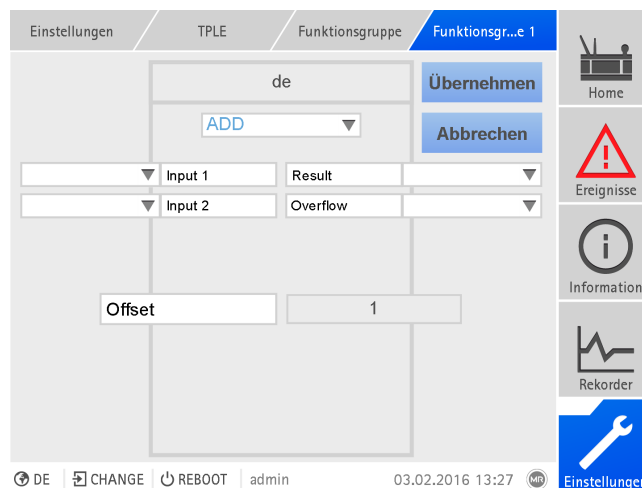 Einstellungen TPLE Funktionsgruppe Funktionsgr...e 1
de
Übernehmen
ADD
Abbrechen
Input 1 Result
Input 2 Overflow
Offset 1
DE CHANGE REBOOT admin 03.02.2016 13:27 MR
Home
Ereignisse
Information
Rekorder
Einstellungen